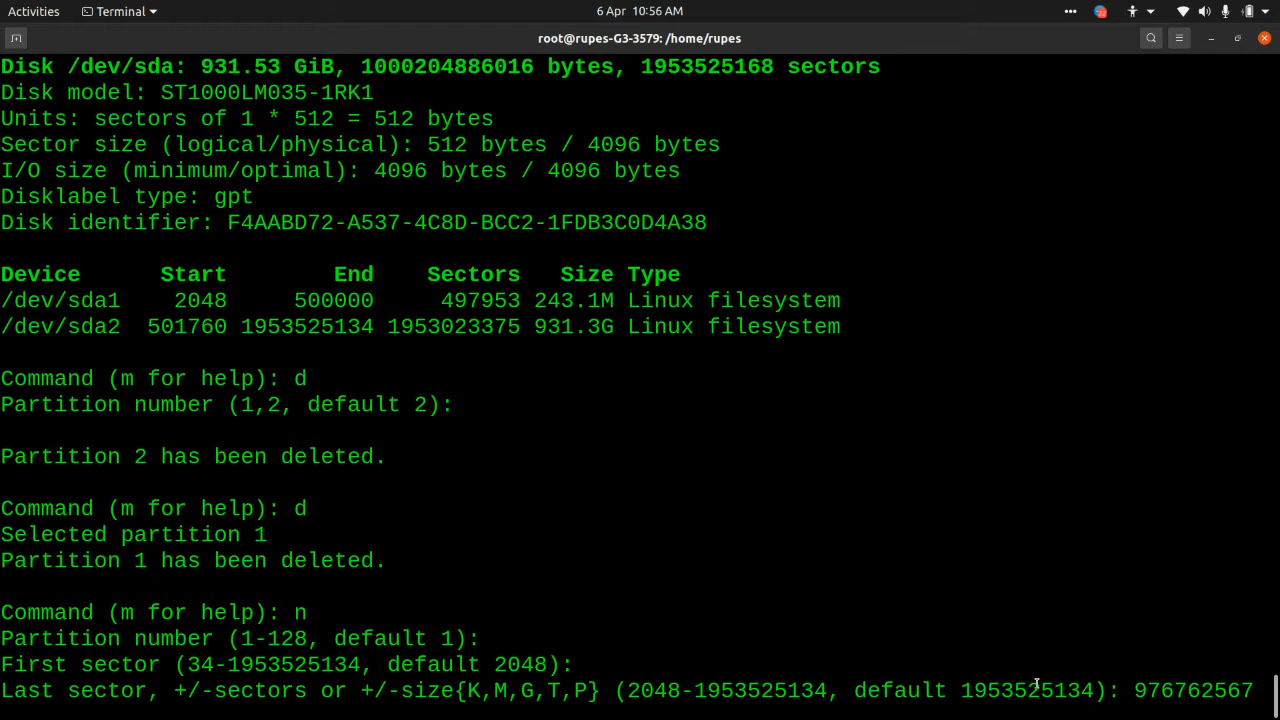 Activities Terminal 6 Apr 10:56 AM
root@rupes-G3-3579: /home/rupes
Disk /dev/sda: 931.53 GiB, 1000204886016 bytes, 1953525168 sectors
Disk model: ST1000LM035-1RK1
Units: sectors of 1 * 512 = 512 bytes
Sector size (logical/physical): 512 bytes / 4096 bytes
I/O size (minimum/optimal): 4096 bytes / 4096 bytes
Disklabel type: gpt
Disk identifier: F4AABD72-A537-4C8D-BCC2-1FDB3C0D4A38
Device Start End Sectors Size Type
/dev/sda1 2048 500000 497953 243.1M Linux filesystem
/dev/sda2 501760 1953525134 1953023375 931.3G Linux filesystem
Command (m for help): d
Partition number (1,2, default 2):
Partition 2 has been deleted.
Command (m for help): d
Selected partition 1
Partition 1 has been deleted.
Command (m for help): n
Partition number (1-128, default 1):
First sector (34-1953525134, default 2048):
Last sector, +/-sectors or +/-size{K,M,G,T,P} (2048-1953525134, default 1953525134): 976762567